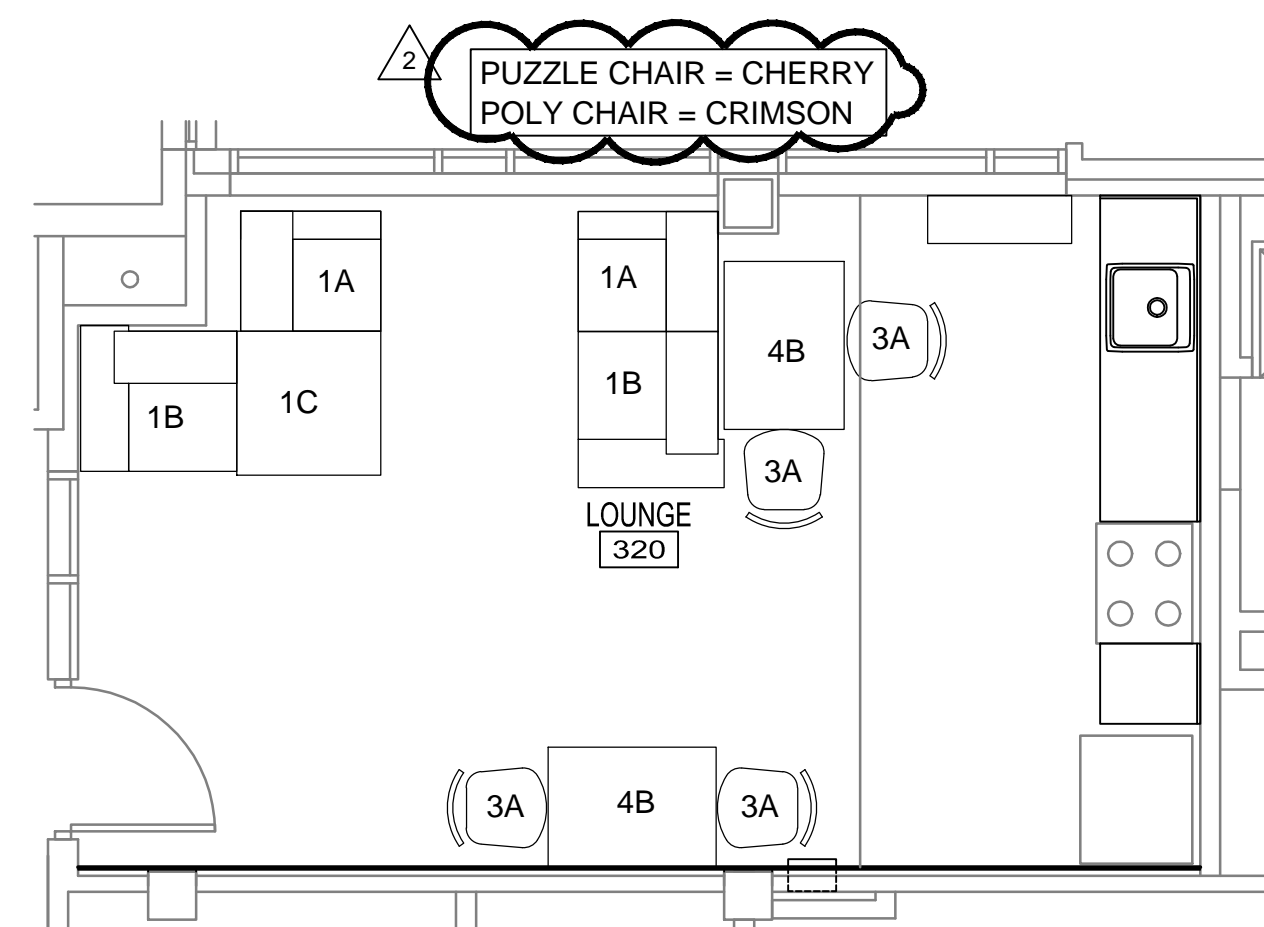 2
PUZZLE CHAIR = CHERRY
POLY CHAIR = CRIMSON
1A
1A
4B
3A
1B
1C
1B
3A
LOUNGE
320
3A
4B
3A